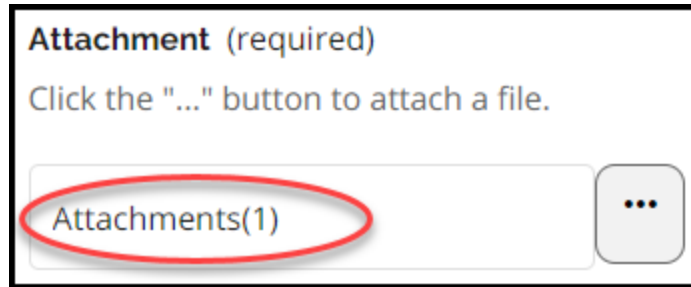 Attachment (required)
Click the "..." button to attach a file.
Attachments(1) •••